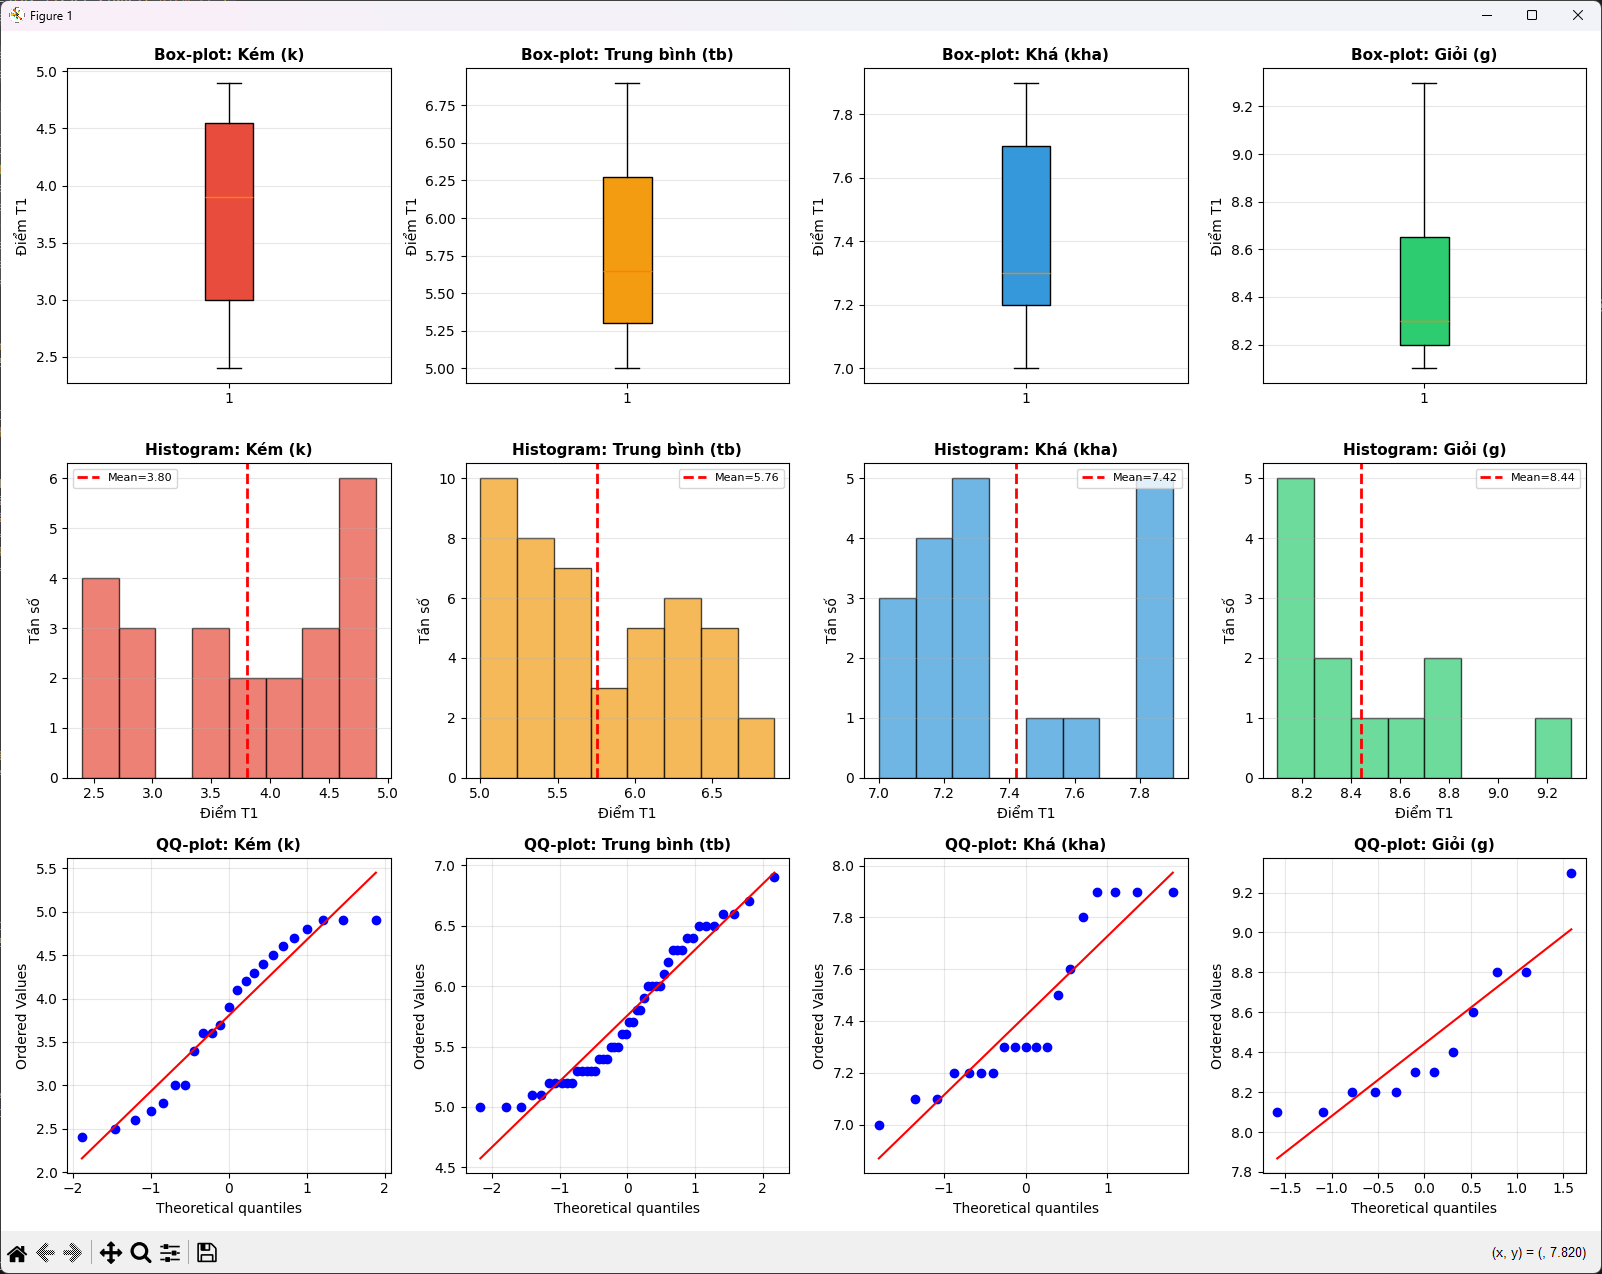 Figure 1
Box-plot: Kém (k)
5.0
4.5
4.0
3.5
3.0
2.5
Điểm T1
1
Box-plot: Trung bình (tb)
6.75
6.50
6.25
6.00
5.75
5.50
5.25
5.00
Điểm T1
1
Box-plot: Khá (kha)
7.8
7.6
7.4
7.2
7.0
Điểm T1
1
Box-plot: Giỏi (g)
9.2
9.0
8.8
8.6
8.4
8.2
Điểm T1
1
Histogram: Kém (k)
Mean=3.80
6
5
4
3
2
1
0
Tần số
2.5 3.0 3.5 4.0 4.5 5.0
Điểm T1
Histogram: Trung bình (tb)
Mean=5.76
10
8
6
4
2
0
Tần số
5.0 5.5 6.0 6.5
Điểm T1
Histogram: Khá (kha)
Mean=7.42
5
4
3
2
1
0
Tần số
7.0 7.2 7.4 7.6 7.8
Điểm T1
Histogram: Giỏi (g)
Mean=8.44
5
4
3
2
1
0
Tần số
8.2 8.4 8.6 8.8 9.0 9.2
Điểm T1
QQ-plot: Kém (k)
5.5
5.0
4.5
4.0
3.5
3.0
2.5
2.0
Ordered Values
−2 −1 0 1 2
Theoretical quantiles
QQ-plot: Trung bình (tb)
7.0
6.5
6.0
5.5
5.0
4.5
Ordered Values
−2 −1 0 1 2
Theoretical quantiles
QQ-plot: Khá (kha)
8.0
7.8
7.6
7.4
7.2
7.0
Ordered Values
−1 0 1
Theoretical quantiles
QQ-plot: Giỏi (g)
9.2
9.0
8.8
8.6
8.4
8.2
8.0
7.8
Ordered Values
−1.5 −1.0 −0.5 0.0 0.5 1.0 1.5
Theoretical quantiles
(x, y) = (, 7.820)